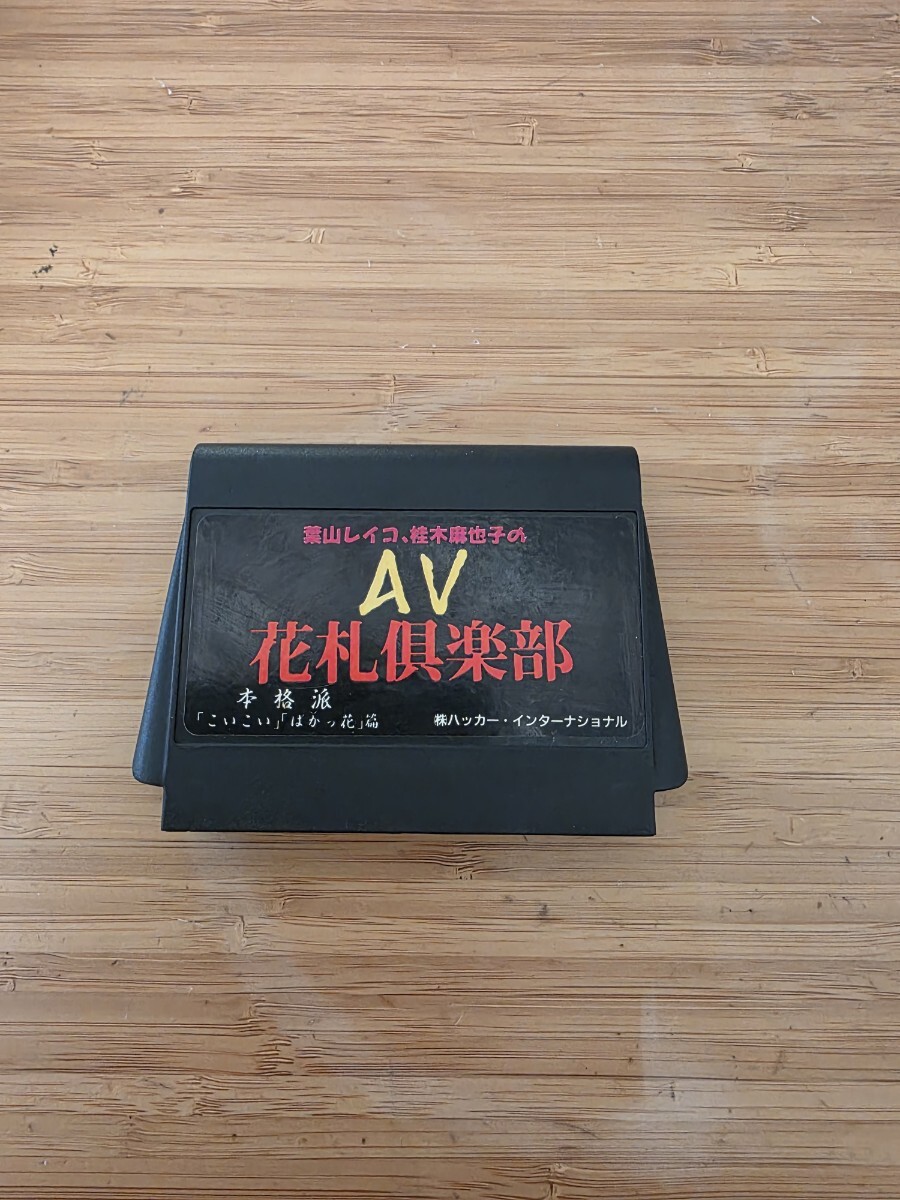 葉山レイコ、桂木麻也子の
AV
花札倶楽部
本格派
「こいこい」「ばかっ花」篇
㈱ハッカー・インターナショナル